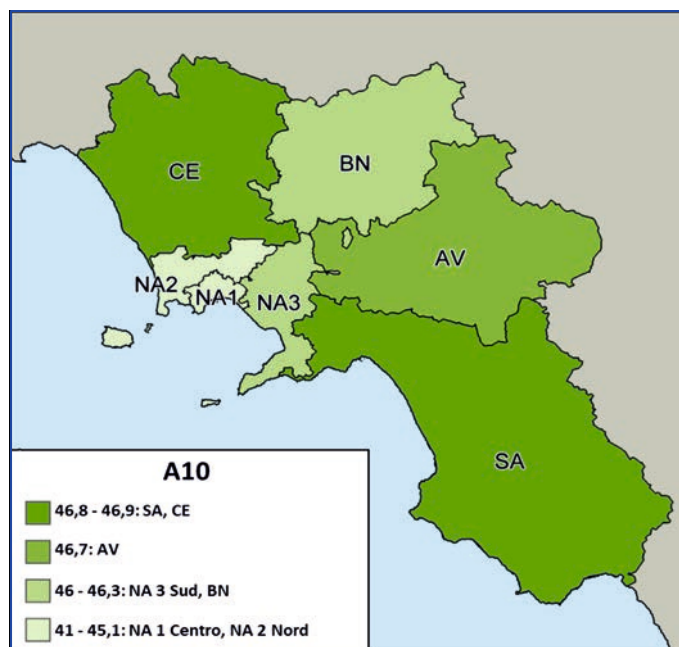 CE
BN
AV
NA2
NA1
NA3
SA
A10
46,8 - 46,9: SA, CE
46,7: AV
46 - 46,3: NA 3 Sud, BN
41 - 45,1: NA 1 Centro, NA 2 Nord